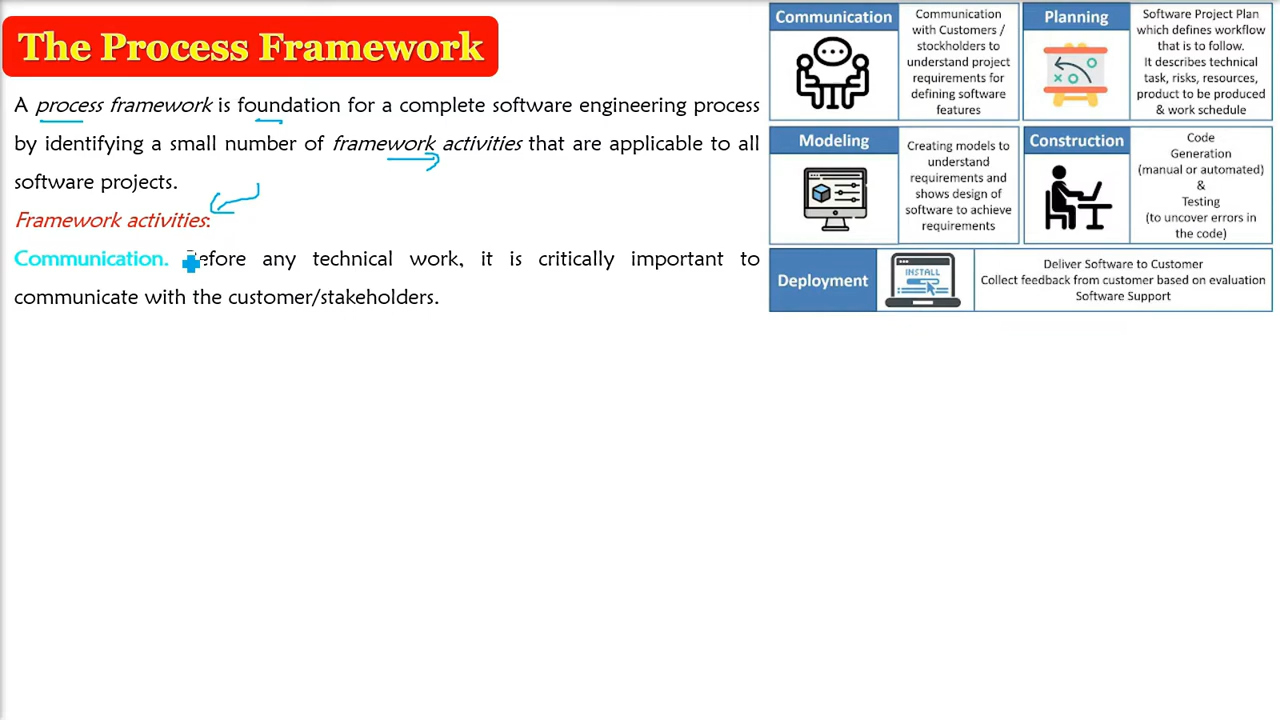 The Process Framework
A process framework is foundation for a complete software engineering process
by identifying a small number of framework activities that are applicable to all
software projects.
Framework activities:
Communication. Before any technical work, it is critically important to
communicate with the customer/stakeholders.
Communication
Communication
with Customers /
stockholders to
understand project
requirements for
defining software
features
Planning
Software Project Plan
which defines workflow
that is to follow.
It describes technical
task, risks, resources,
product to be produced
& work schedule
Modeling
Creating models to
understand
requirements and
shows design of
software to achieve
requirements
Construction
Code
Generation
(manual or automated)
&
Testing
(to uncover errors in
the code)
Deployment
INSTALL
Deliver Software to Customer
Collect feedback from customer based on evaluation
Software Support